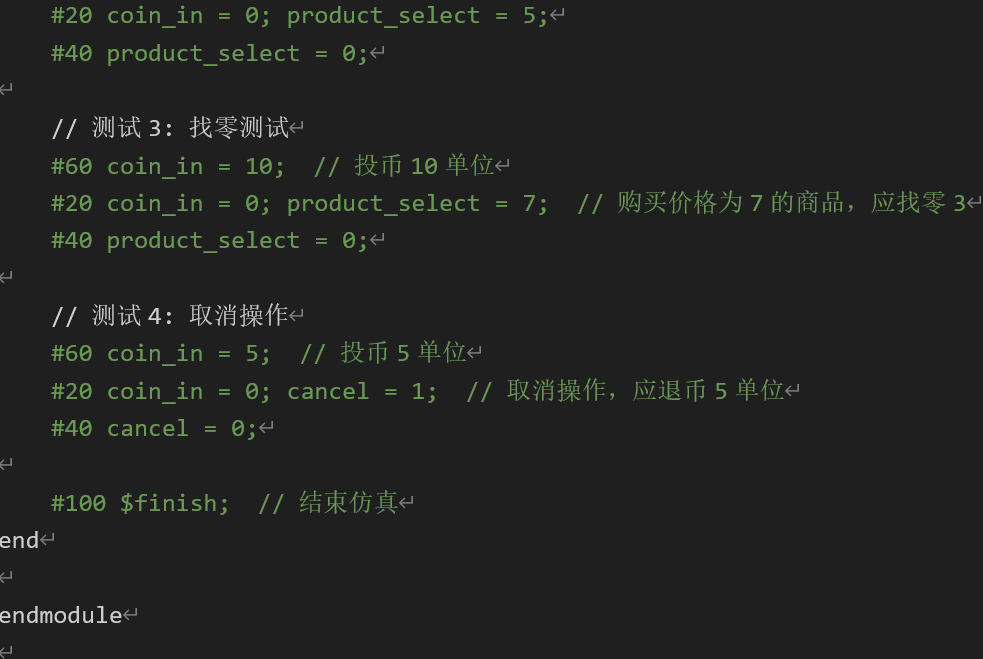 #20 coin_in = 0; product_select = 5;
#40 product_select = 0;
// 测试 3: 找零测试
#60 coin_in = 10;  // 投币 10 单位
#20 coin_in = 0; product_select = 7;  // 购买价格为 7 的商品，应找零 3
#40 product_select = 0;
// 测试 4: 取消操作
#60 coin_in = 5;  // 投币 5 单位
#20 coin_in = 0; cancel = 1;  // 取消操作，应退币 5 单位
#40 cancel = 0;
#100 $finish;  // 结束仿真
end
endmodule